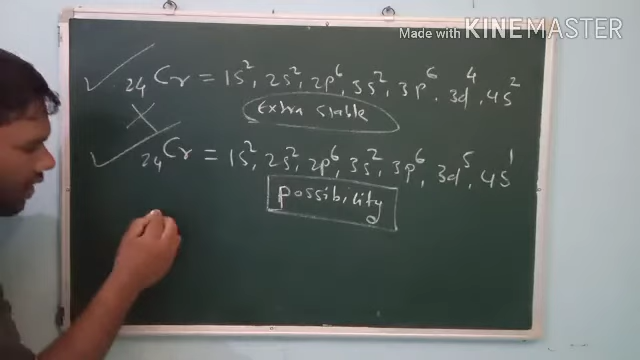 Made with KINEMASTER
✓ 24Cr = 1s², 2s², 2p⁶, 3s², 3p⁶, 3d⁴, 4s²
Extra stable
✓ 24Cr = 1s², 2s², 2p⁶, 3s², 3p⁶, 3d⁵, 4s¹
possibility